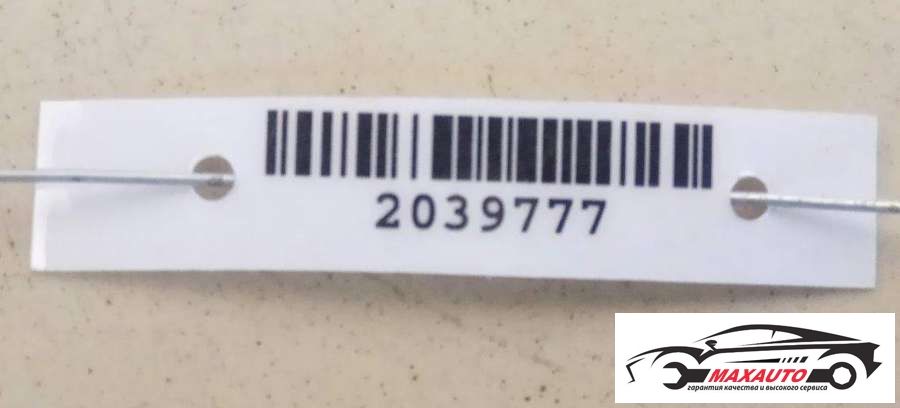 2039777
MAXAUTO
гарантия качества и высокого сервиса